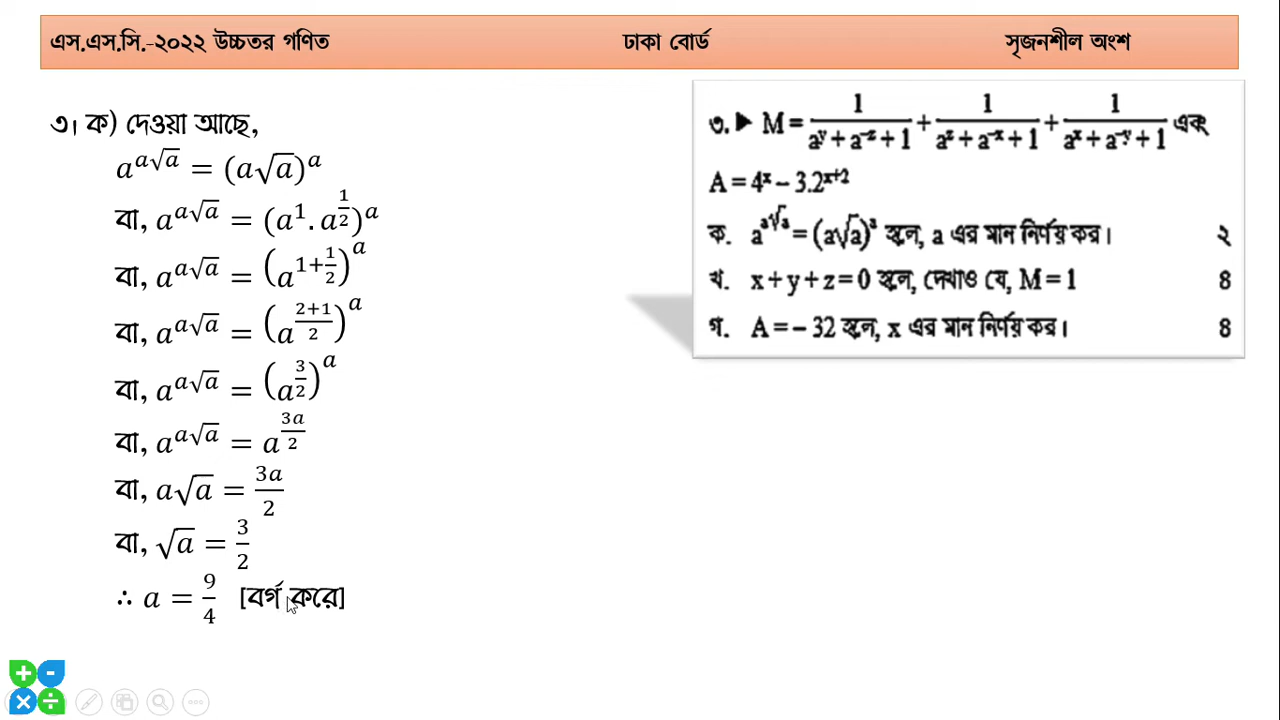 এস.এস.সি.-২০২২ উচ্চতর গণিত ঢাকা বোর্ড সৃজনশীল অংশ
৩। ক) দেওয়া আছে,
a^{a√a} = (a√a)^a
বা, a^{a√a} = (a^1 . a^{1/2})^a
বা, a^{a√a} = (a^{1+1/2})^a
বা, a^{a√a} = (a^{(2+1)/2})^a
বা, a^{a√a} = (a^{3/2})^a
বা, a^{a√a} = a^{3a/2}
বা, a√a = 3a/2
বা, √a = 3/2
∴ a = 9/4 [বর্গ করে]
৩. ▶ M = 1/(a^y + a^{-z} + 1) + 1/(a^z + a^{-x} + 1) + 1/(a^x + a^{-y} + 1) এবং
A = 4^x – 3.2^{x+2}
ক. a^{a√a} = (a√a)^a হলে, a এর মান নির্ণয় কর। ২
খ. x + y + z = 0 হলে, দেখাও যে, M = 1 ৪
গ. A = – 32 হলে, x এর মান নির্ণয় কর। ৪